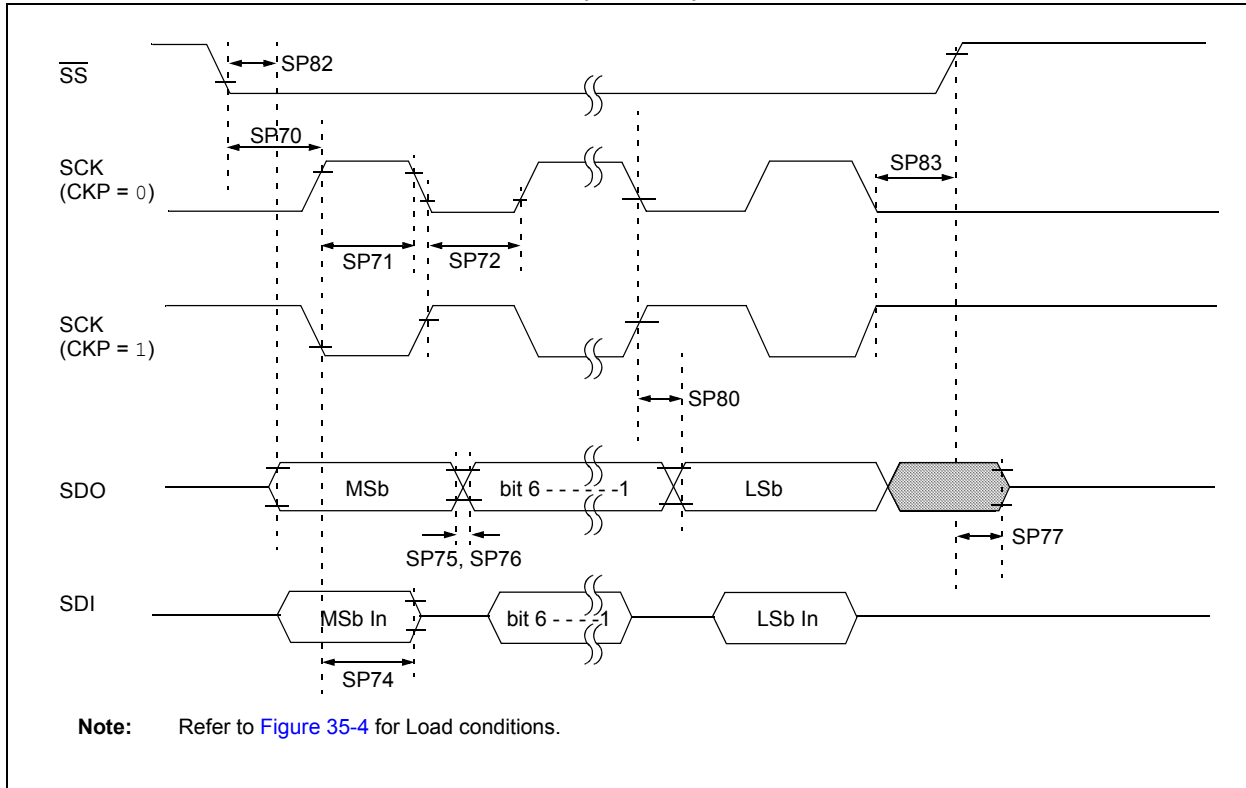 SS
SP82
SP70
SCK
(CKP = 0)
SP83
SP71
SP72
SCK
(CKP = 1)
SP80
SDO
MSb
bit 6 - - - - - -1
LSb
SP75, SP76
SP77
SDI
MSb In
bit 6 - - - -1
LSb In
SP74
Note: Refer to Figure 35-4 for Load conditions.